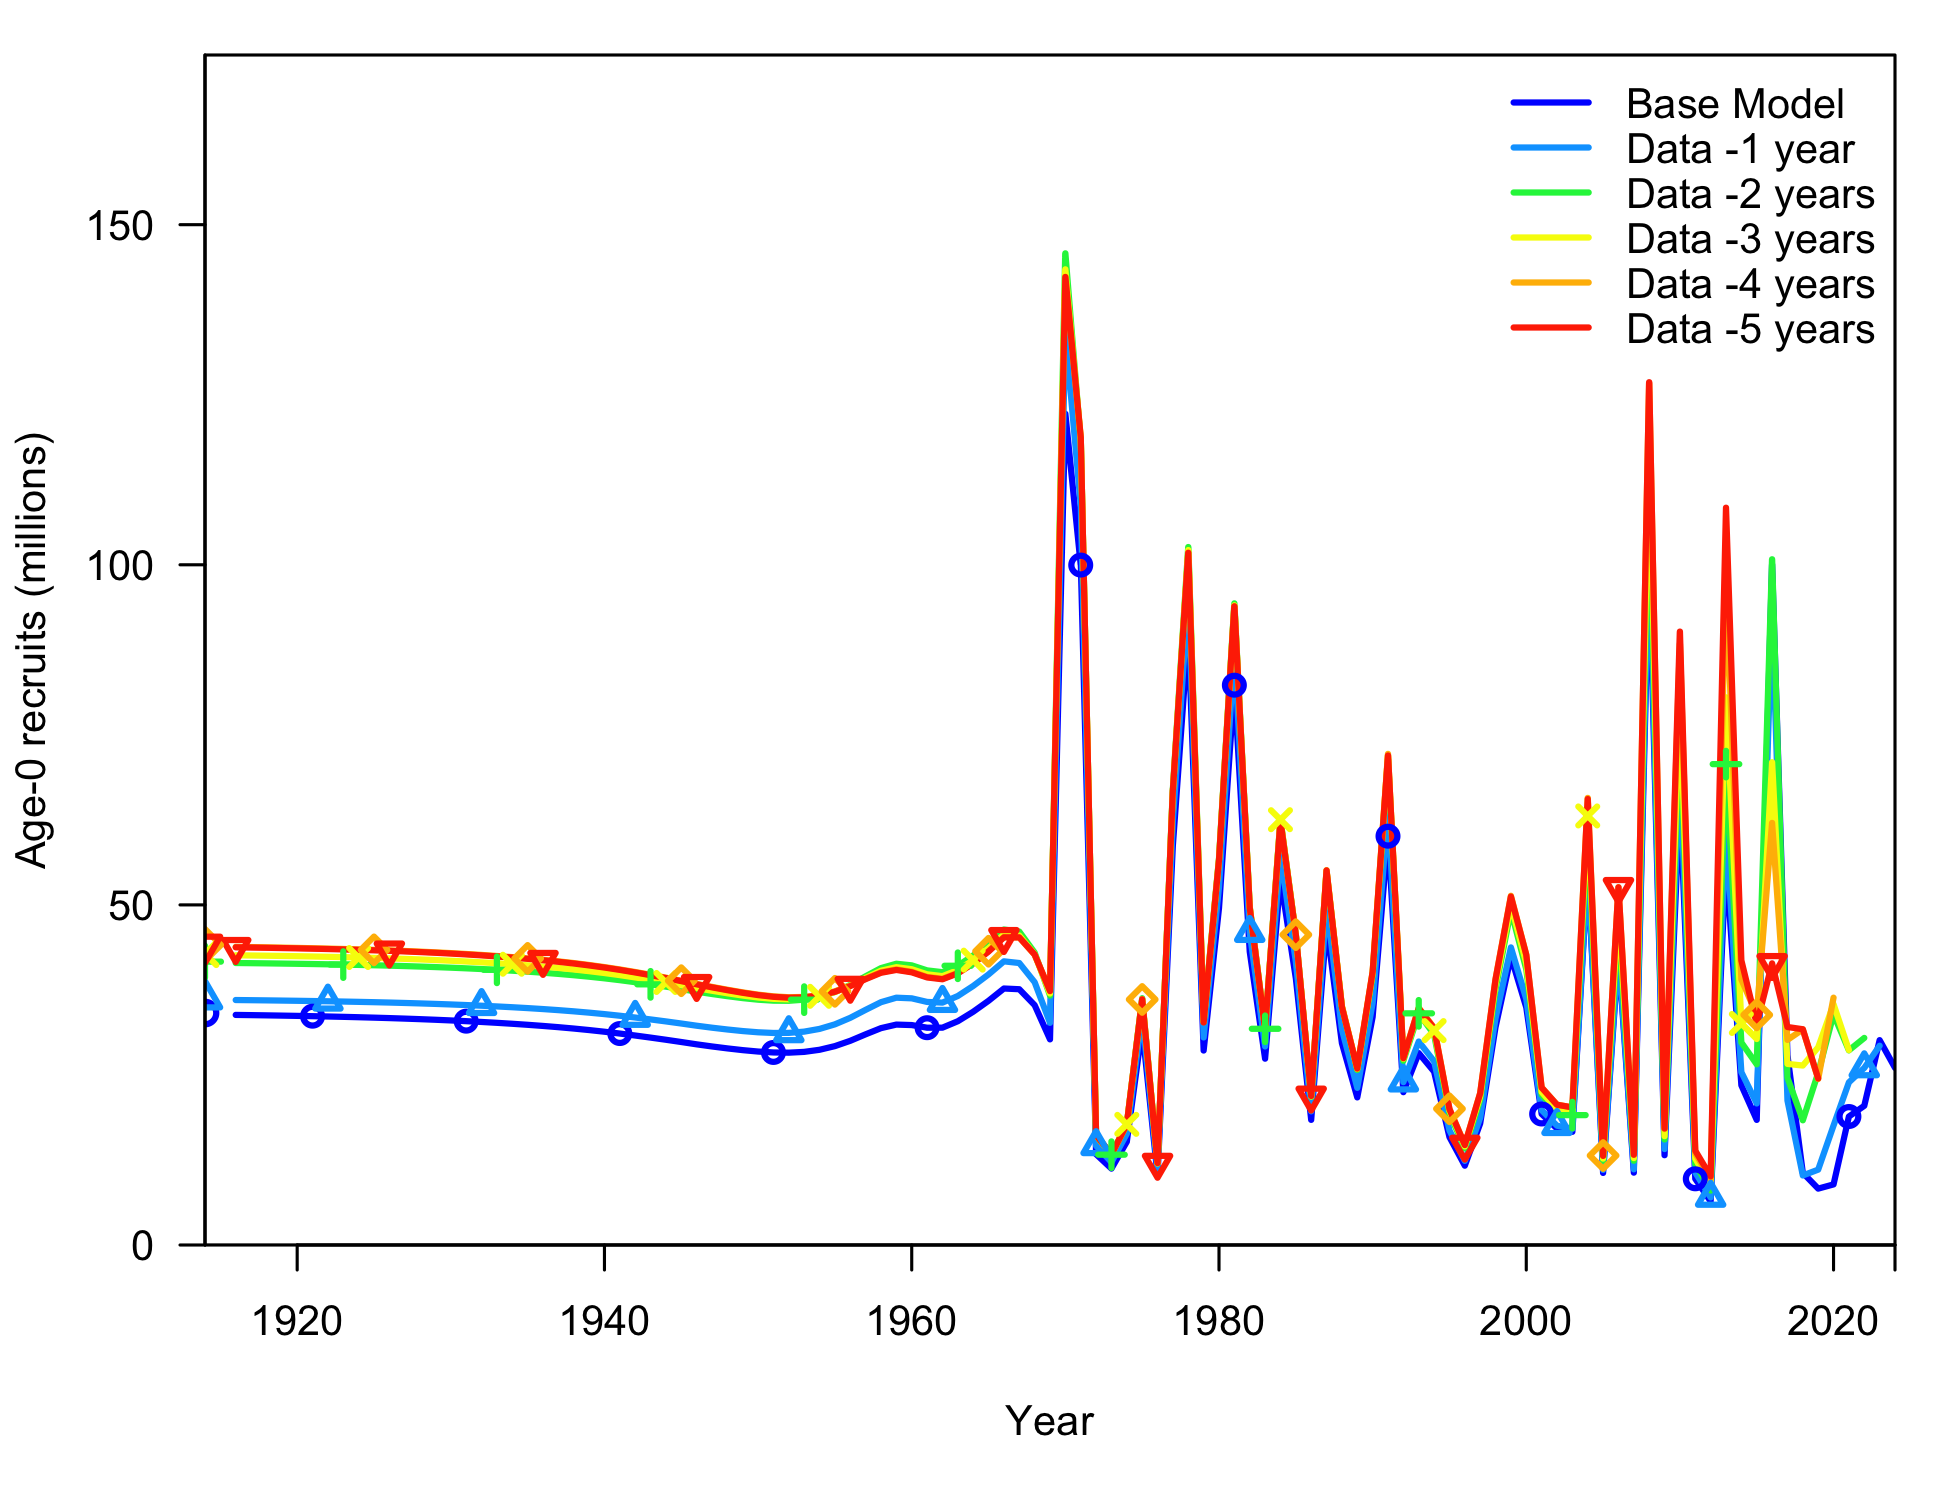 Base Model
Data -1 year
Data -2 years
Data -3 years
Data -4 years
Data -5 years
150
100
50
0
Age-0 recruits (millions)
1920
1940
1960
1980
2000
2020
Year